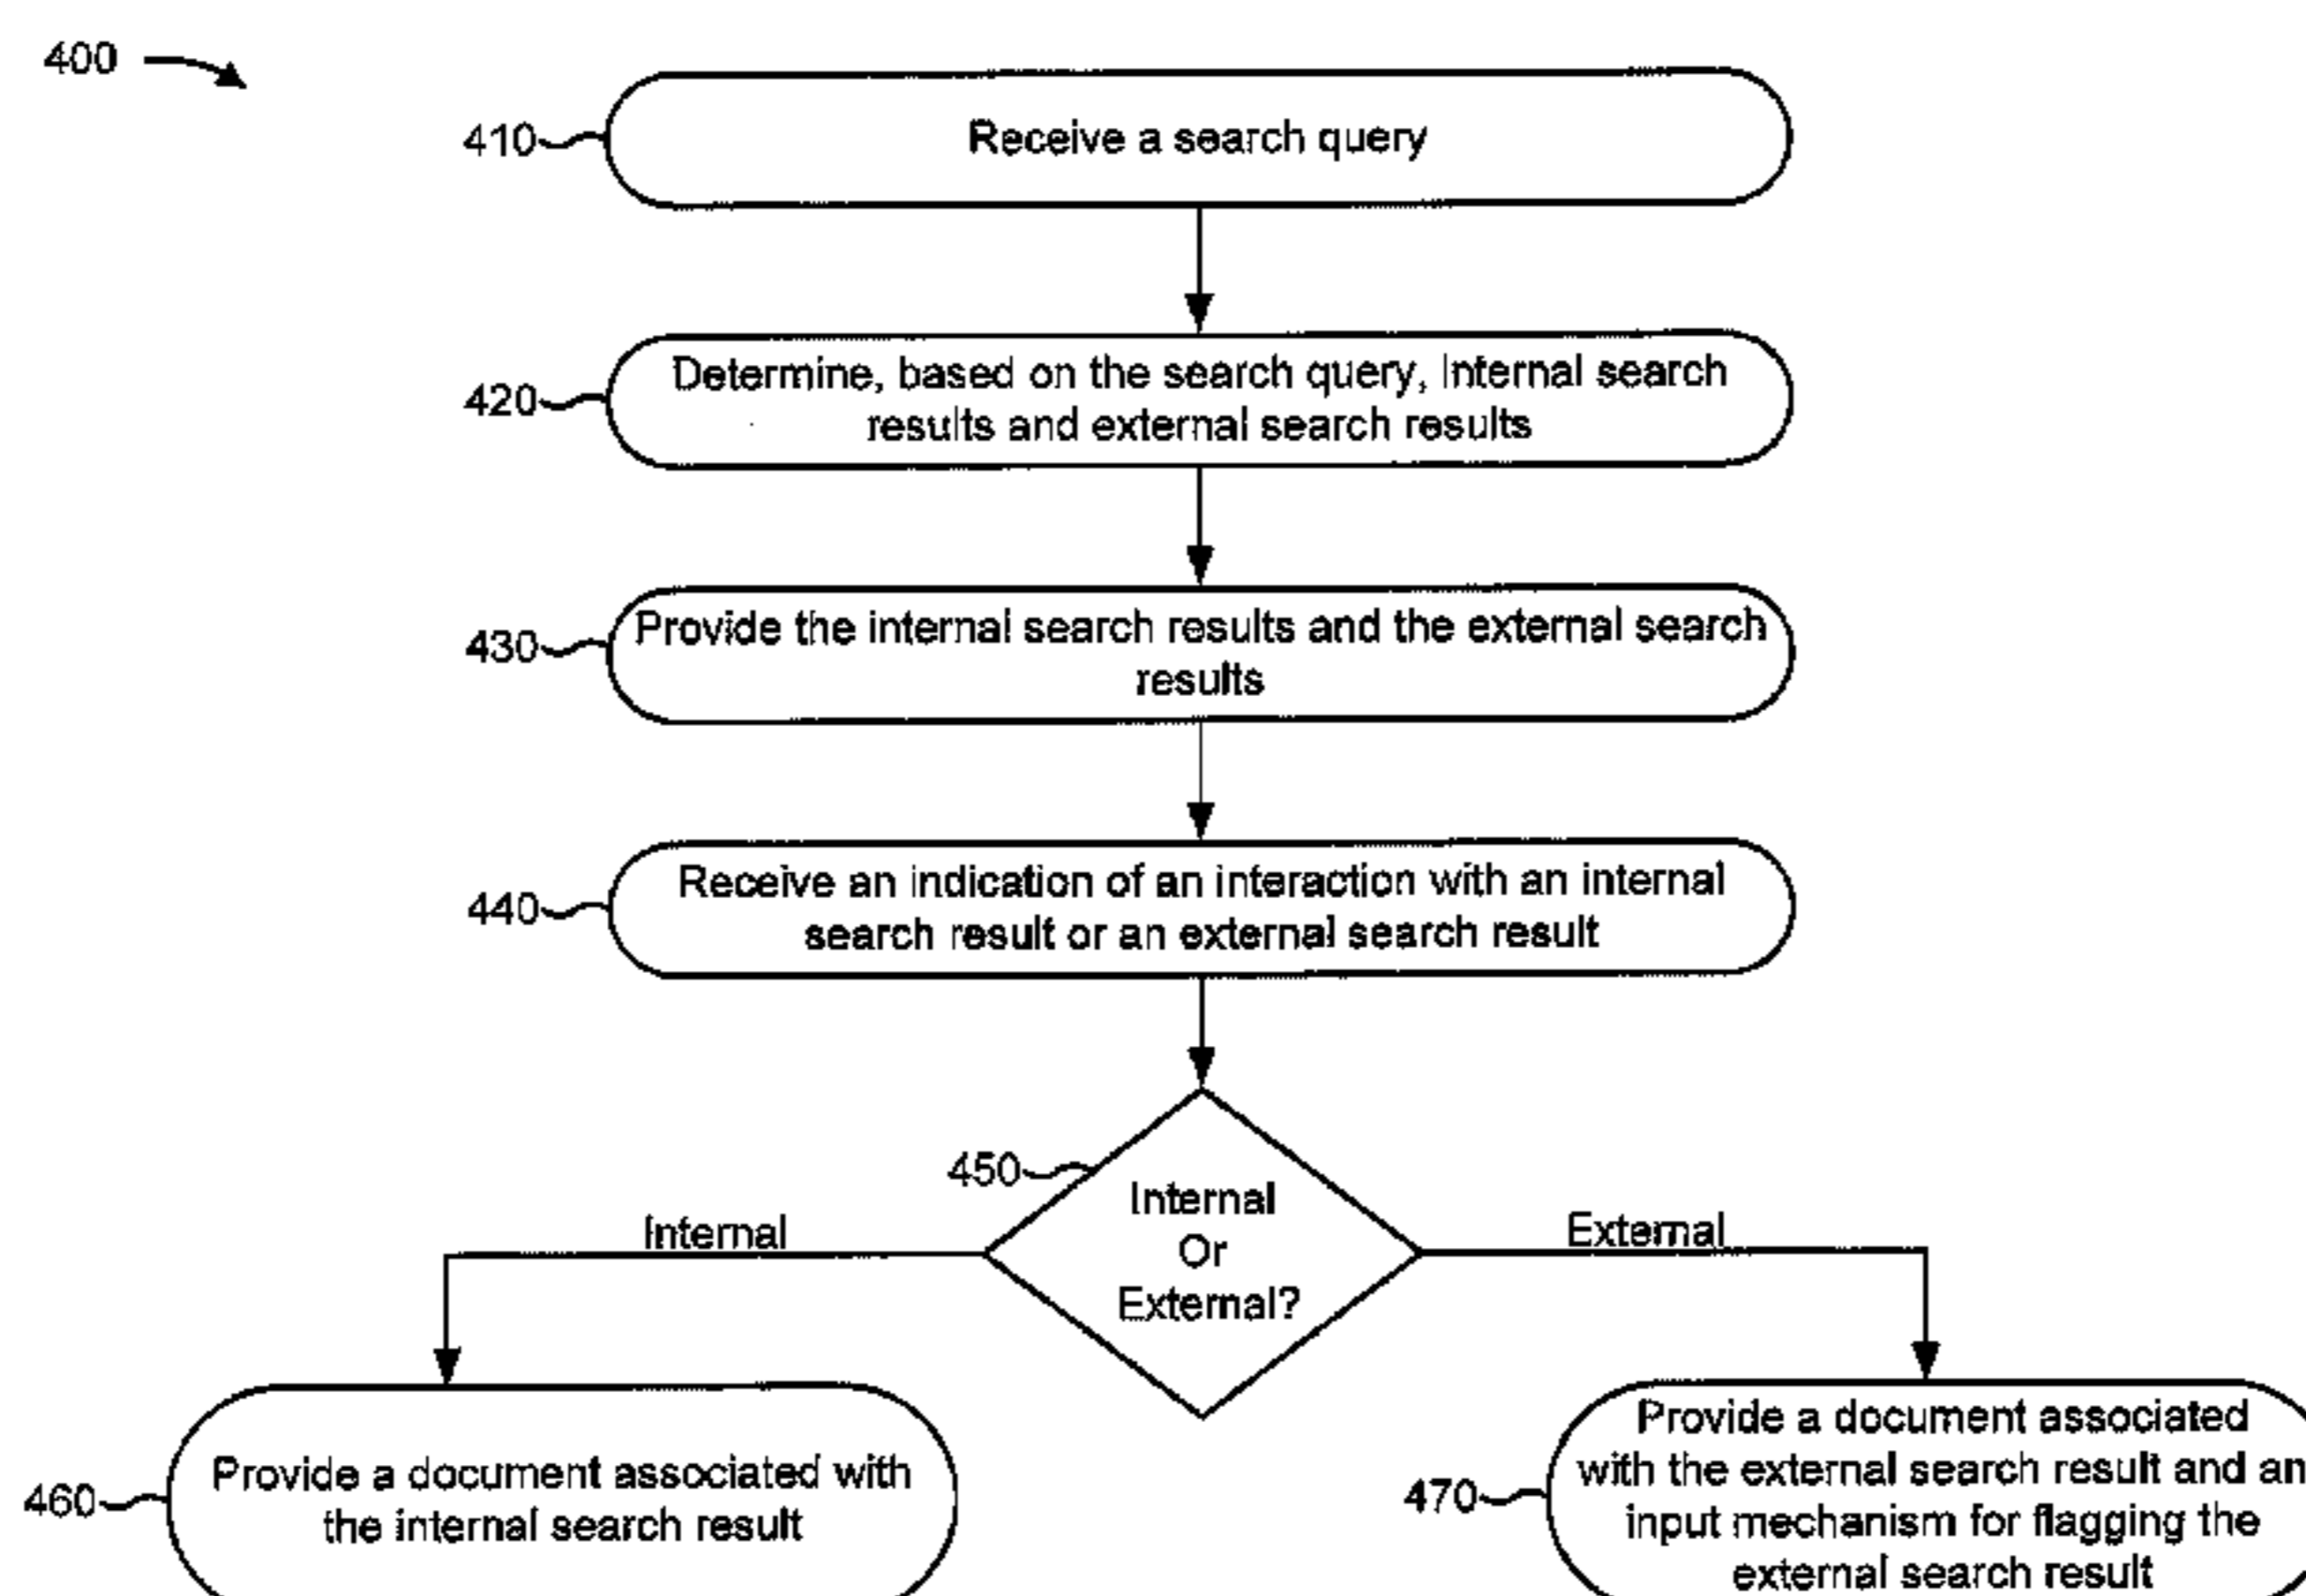 400
410
Receive a search query
420
Determine, based on the search query, Internal search
results and external search results
430
Provide the internal search results and the external search
results
440
Receive an indication of an interaction with an internal
search result or an external search result
450
Internal
Or
External?
Internal
External
460
Provide a document associated with
the internal search result
470
Provide a document associated
with the external search result and an
input mechanism for flagging the
external search result